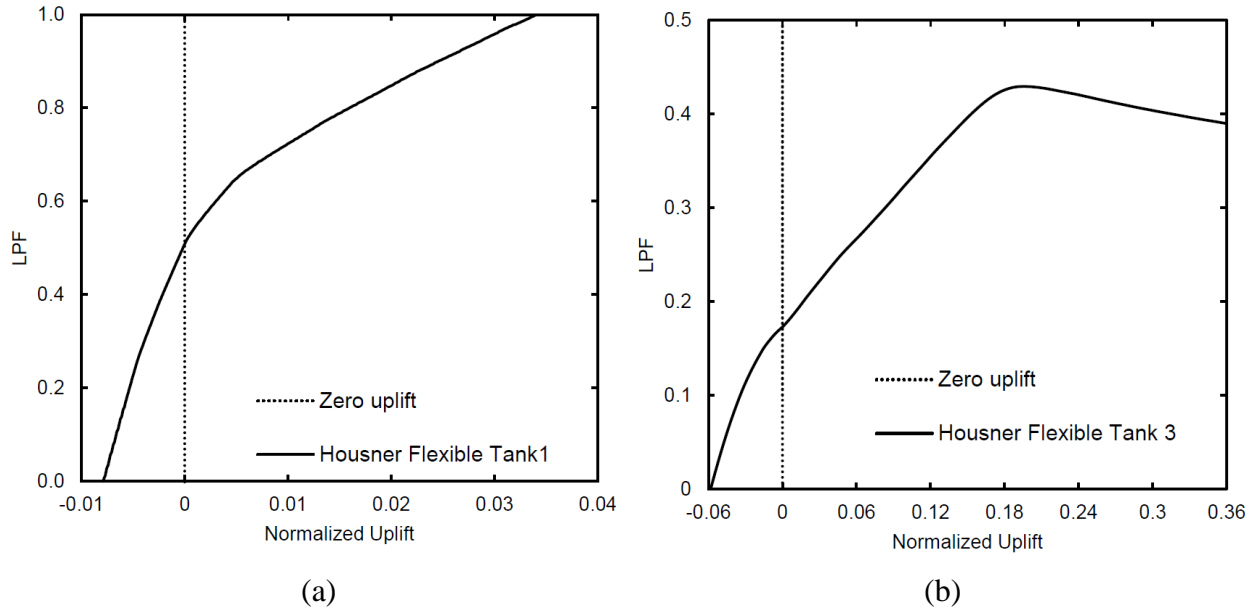 1.0
0.8
0.6
0.4
0.2
0.0
LPF
-0.01
0
0.01
0.02
0.03
0.04
Normalized Uplift
Zero uplift
Housner Flexible Tank1
(a)
0.5
0.4
0.3
0.2
0.1
0
LPF
-0.06
0
0.06
0.12
0.18
0.24
0.3
0.36
Normalized Uplift
Zero uplift
Housner Flexible Tank 3
(b)